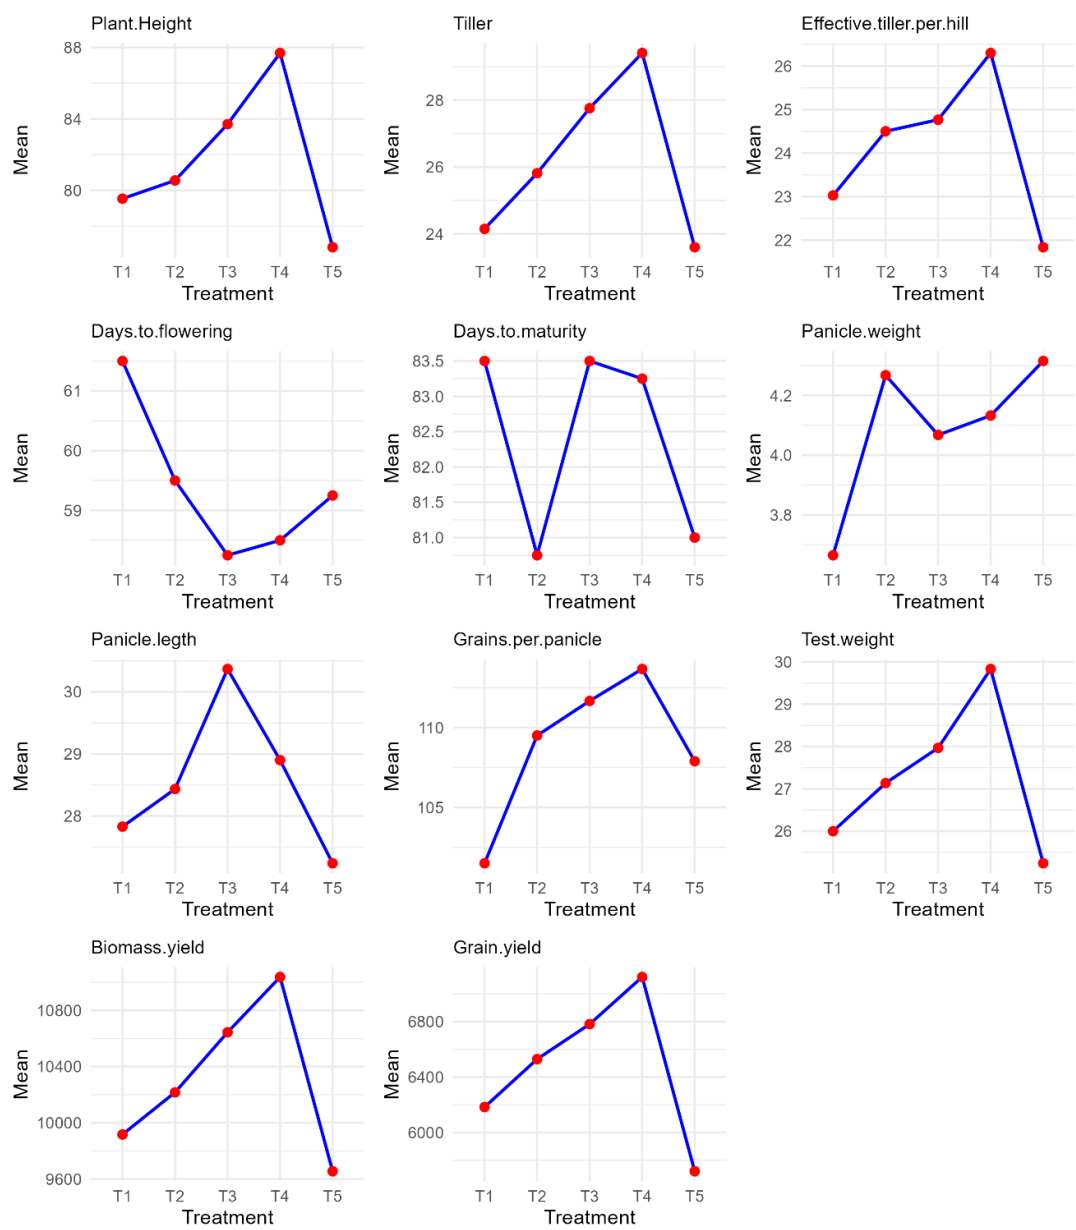 Plant.Height
Mean
88
84
80
T1 T2 T3 T4 T5
Treatment
Tiller
Mean
28
26
24
T1 T2 T3 T4 T5
Treatment
Effective.tiller.per.hill
Mean
26
25
24
23
22
T1 T2 T3 T4 T5
Treatment
Days.to.flowering
Mean
61
60
59
T1 T2 T3 T4 T5
Treatment
Days.to.maturity
Mean
83.5
83.0
82.5
82.0
81.5
81.0
T1 T2 T3 T4 T5
Treatment
Panicle.weight
Mean
4.2
4.0
3.8
T1 T2 T3 T4 T5
Treatment
Panicle.legth
Mean
30
29
28
T1 T2 T3 T4 T5
Treatment
Grains.per.panicle
Mean
110
105
T1 T2 T3 T4 T5
Treatment
Test.weight
Mean
30
29
28
27
26
T1 T2 T3 T4 T5
Treatment
Biomass.yield
Mean
10800
10400
10000
9600
T1 T2 T3 T4 T5
Treatment
Grain.yield
Mean
6800
6400
6000
T1 T2 T3 T4 T5
Treatment